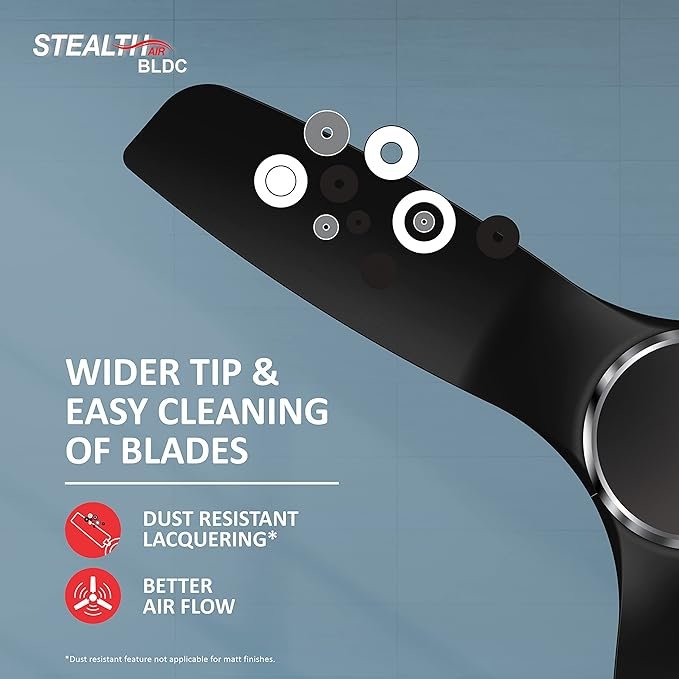 STEALTH AIR
BLDC
WIDER TIP &
EASY CLEANING
OF BLADES
DUST RESISTANT
LACQUERING*
BETTER
AIR FLOW
*Dust resistant feature not applicable for matt finishes.